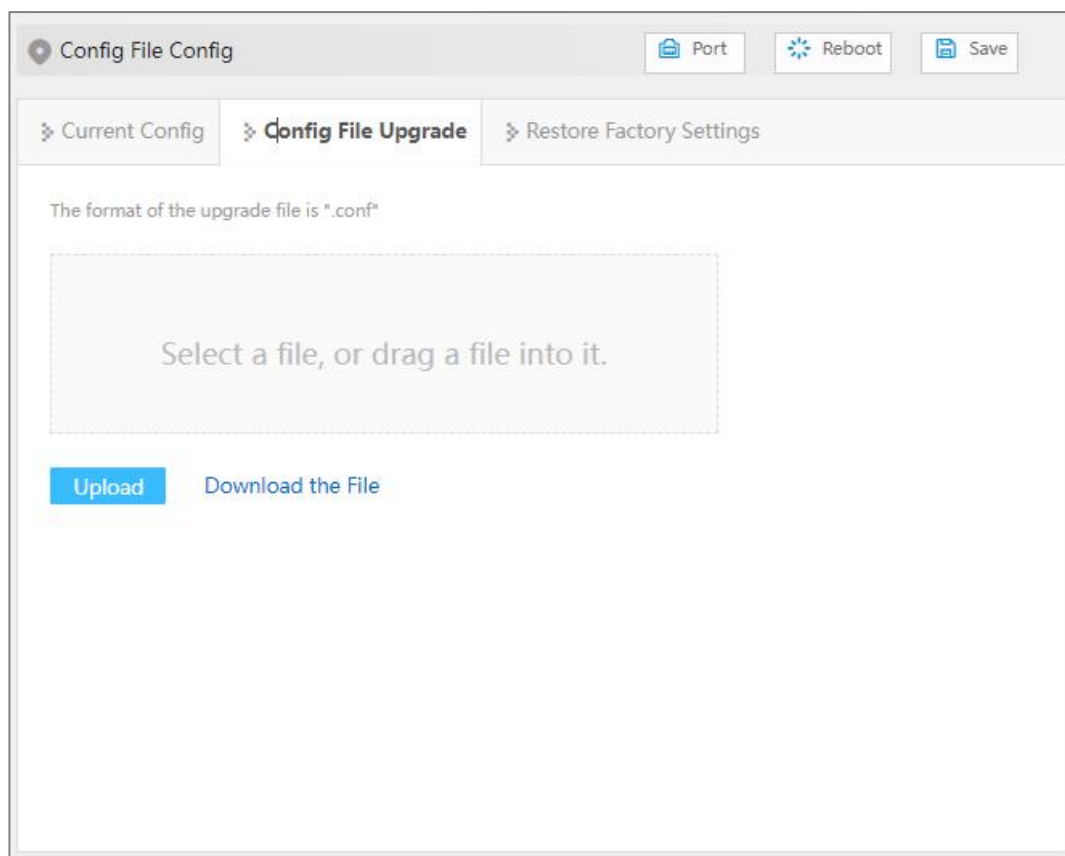 Config File Config Port Reboot Save
Current Config Config File Upgrade Restore Factory Settings
The format of the upgrade file is ".conf"
Select a file, or drag a file into it.
Upload Download the File